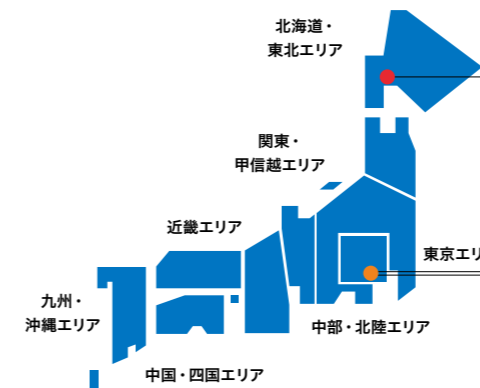 北海道・
東北エリア
関東・
甲信越エリア
近畿エリア
東京エリ
九州・
沖縄エリア
中部・北陸エリア
中国・四国エリア